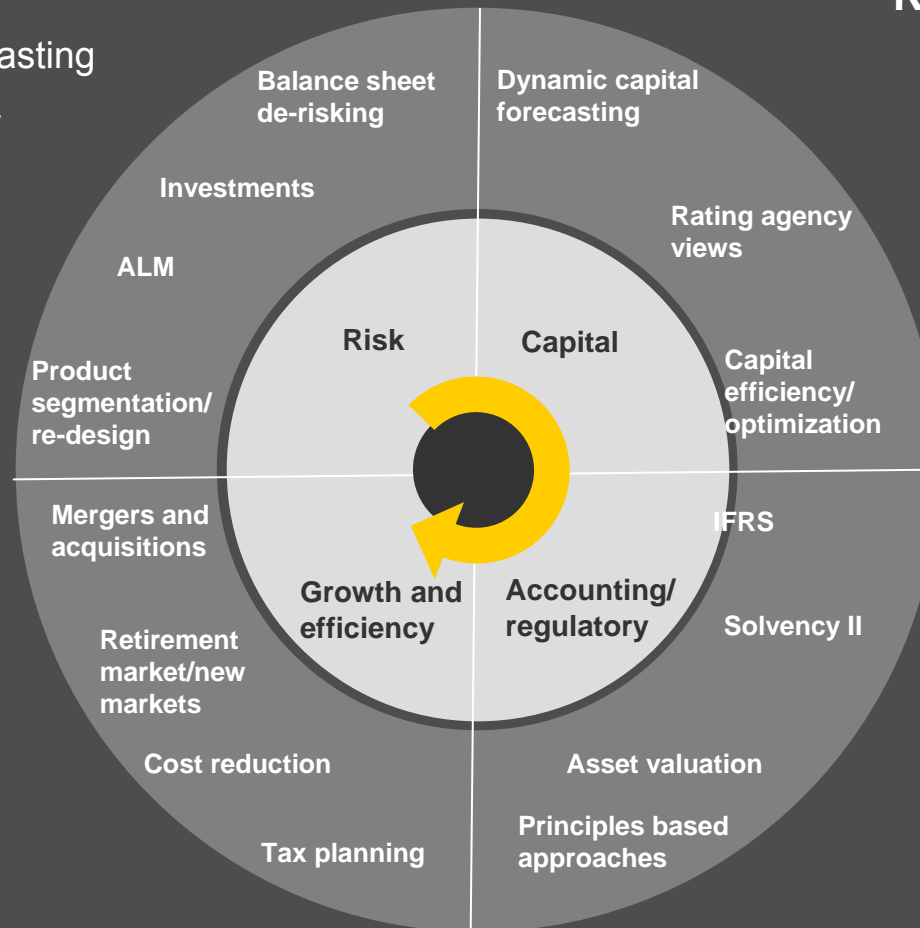 asting
Balance sheet
de-risking
Dynamic capital
forecasting
Investments
Rating agency
views
ALM
Risk
Capital
Product
segmentation/
re-design
Capital
efficiency/
optimization
Mergers and
acquisitions
IFRS
Growth and
efficiency
Accounting/
regulatory
Retirement
market/new
markets
Solvency II
Cost reduction
Asset valuation
Tax planning
Principles based
approaches